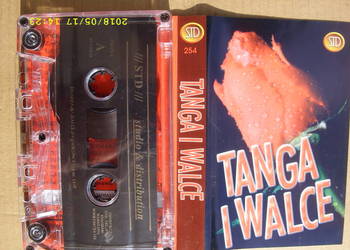 2018/05/17 14:23
A
/// STD ///
studio & distribution
STD
254
TANGA I WALCE
STD
TANGA
I WALCE